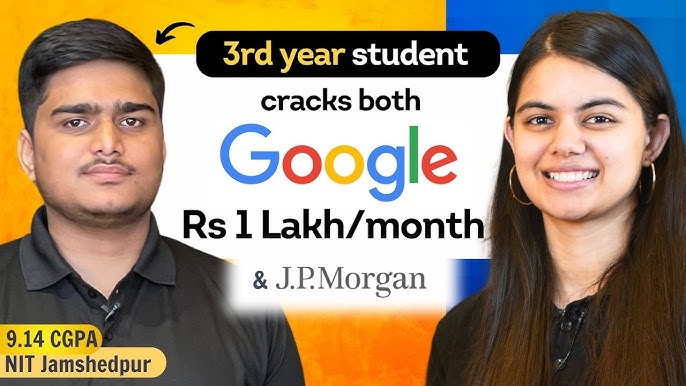 3rd year student
cracks both
Google
Rs 1 Lakh/month
& J.P.Morgan
9.14 CGPA
NIT Jamshedpur